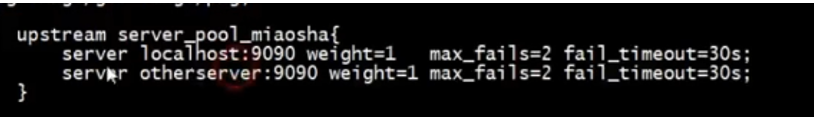 upstream server_pool_miaosha{
    server localhost:9090 weight=1   max_fails=2 fail_timeout=30s;
    server otherserver:9090 weight=1 max_fails=2 fail_timeout=30s;
}